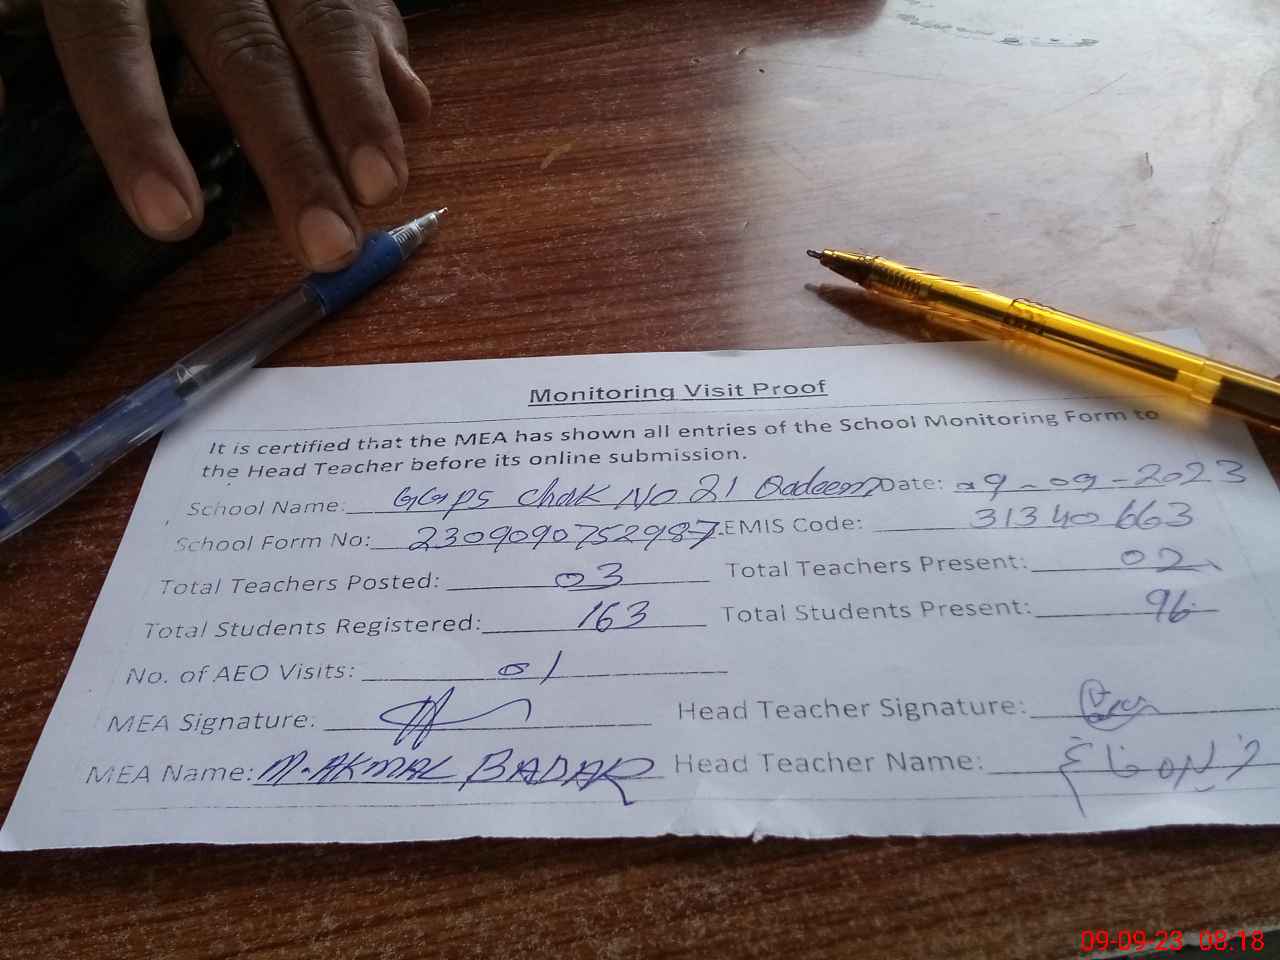 Monitoring Visit Proof
It is certified that the MEA has shown all entries of the School Monitoring Form to
the Head Teacher before its online submission.
School Name: GGPS Chak No 21 Qadeem Date: 09-09-2023
School Form No: 2309090752987 EMIS Code: 31340663
Total Teachers Posted: 03 Total Teachers Present: 02
Total Students Registered: 163 Total Students Present: 96
No. of AEO Visits: 01
MEA Signature: Head Teacher Signature:
MEA Name: M. AKMAL BADAR Head Teacher Name:
09-09-23 08:18